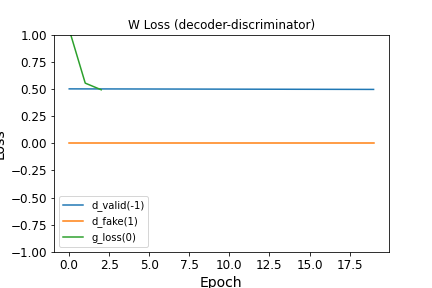 W Loss (decoder-discriminator)
1.00
0.75
0.50
0.25
0.00
−0.25
−0.50
−0.75
−1.00
Loss
d_valid(-1)
d_fake(1)
g_loss(0)
0.0 2.5 5.0 7.5 10.0 12.5 15.0 17.5
Epoch